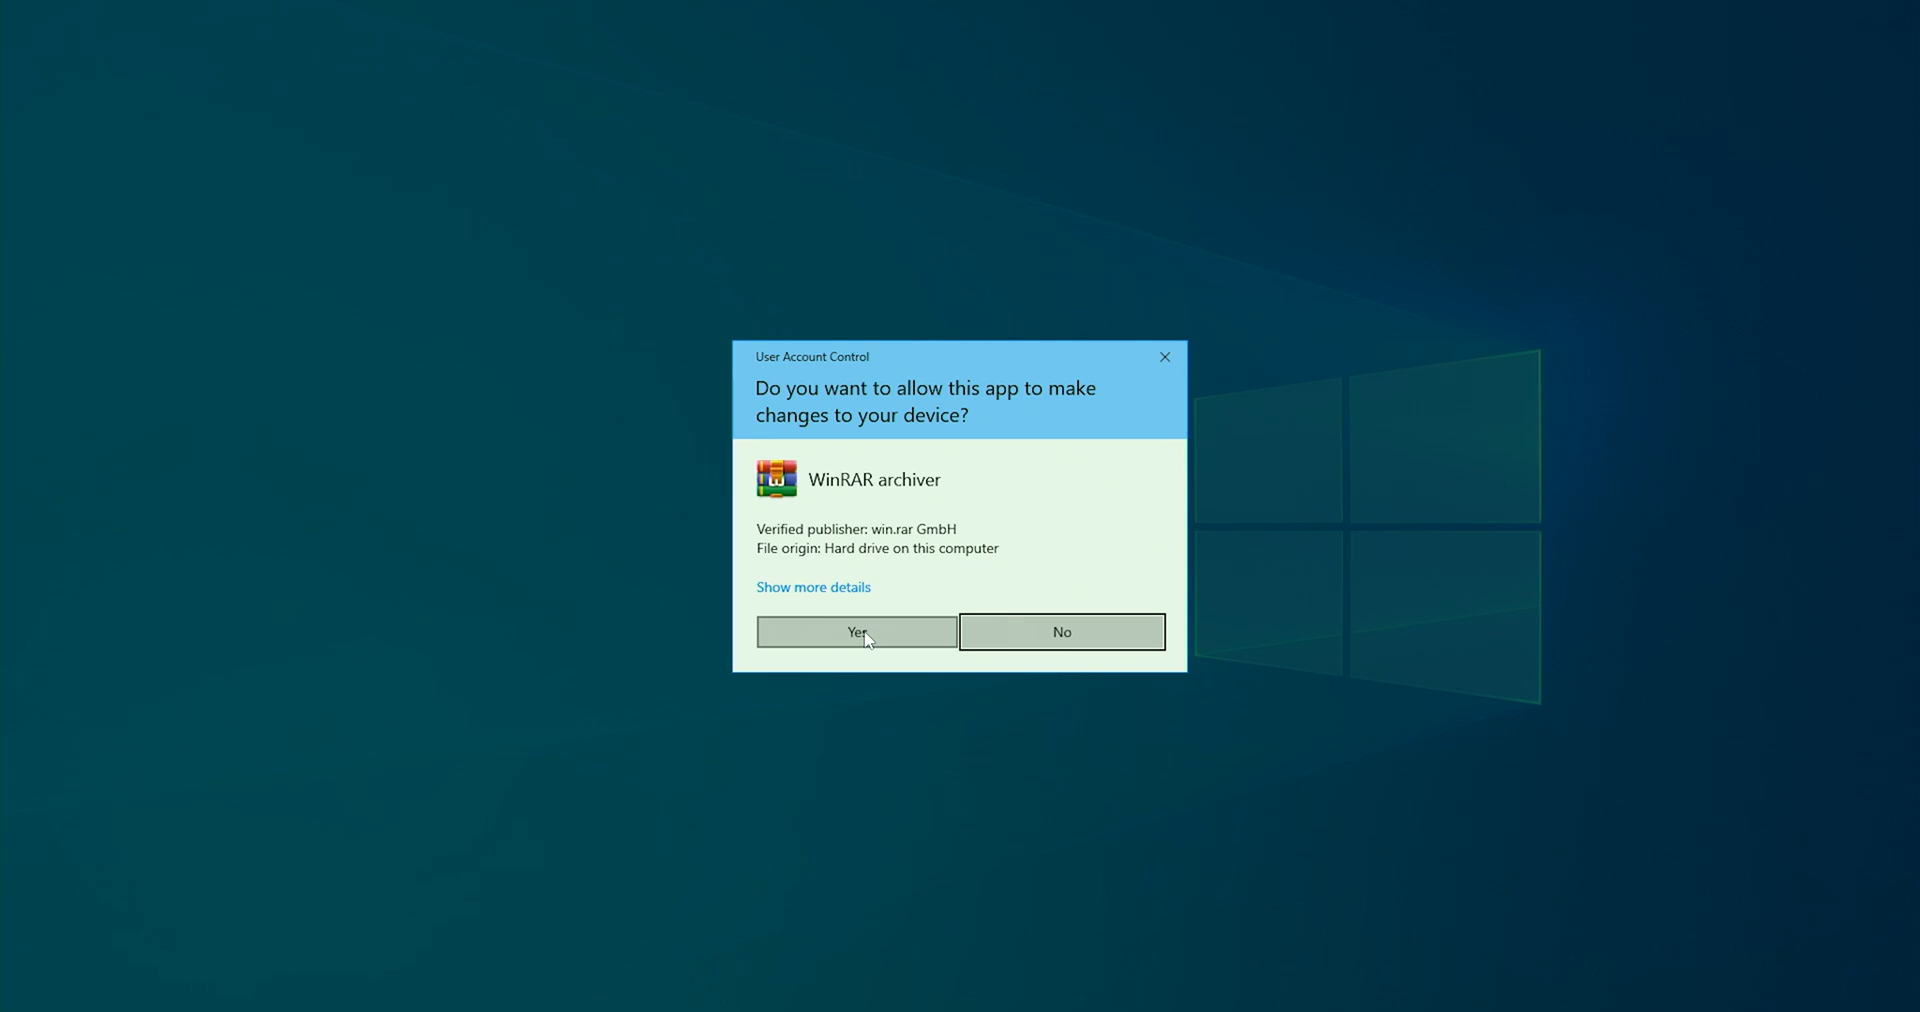 User Account Control
Do you want to allow this app to make
changes to your device?
WinRAR archiver
Verified publisher: win.rar GmbH
File origin: Hard drive on this computer
Show more details
Yes
No